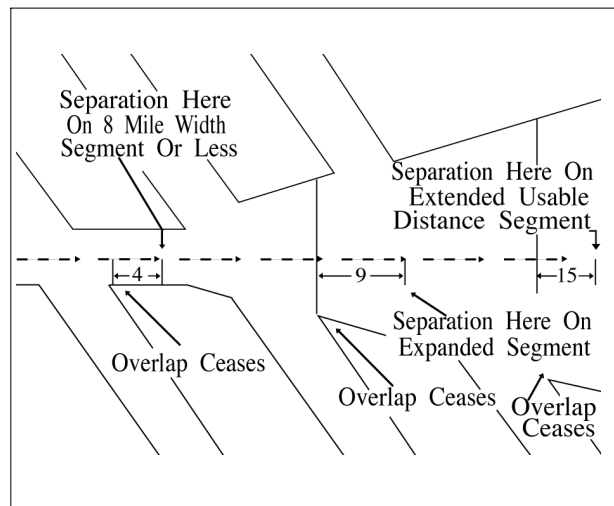 Separation Here
On 8 Mile Width
Segment Or Less
Separation Here On
Extended Usable
Distance Segment
4
9
15
Overlap Ceases
Separation Here On
Expanded Segment
Overlap Ceases
Overlap
Ceases